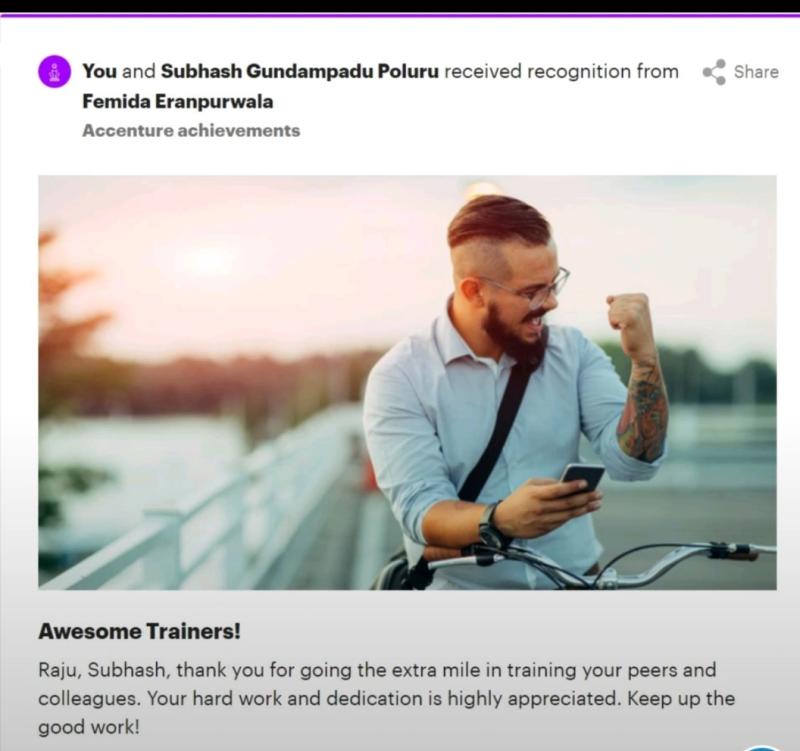 You and Subhash Gundampadu Poluru received recognition from
Share
Femida Eranpurwala
Accenture achievements
Awesome Trainers!
Raju, Subhash, thank you for going the extra mile in training your peers and
colleagues. Your hard work and dedication is highly appreciated. Keep up the
good work!